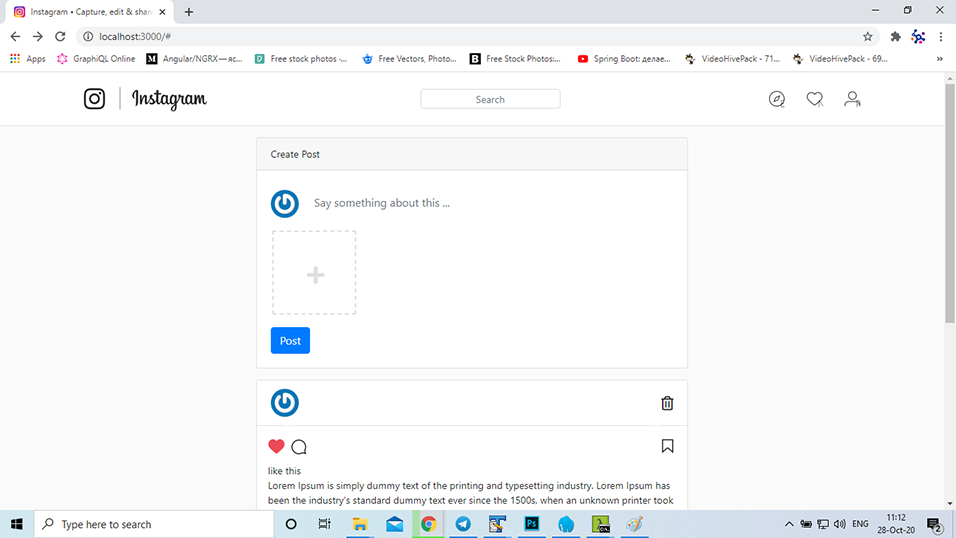 Instagram • Capture, edit & shar
localhost:3000/#
Apps
GraphiQL Online
M
Angular/NGRX — яс...
Free stock photos ·...
Free Vectors, Photo...
B
Free Stock Photos:...
Spring Boot: делае...
VideoHivePack - 71...
VideoHivePack - 69...
»
Instagram
Search
Create Post
Say something about this ...
Post
like this
Lorem Ipsum is simply dummy text of the printing and typesetting industry. Lorem Ipsum has
been the industry's standard dummy text ever since the 1500s, when an unknown printer took
Type here to search
Ps
ENG
11:12
28-Oct-20
2